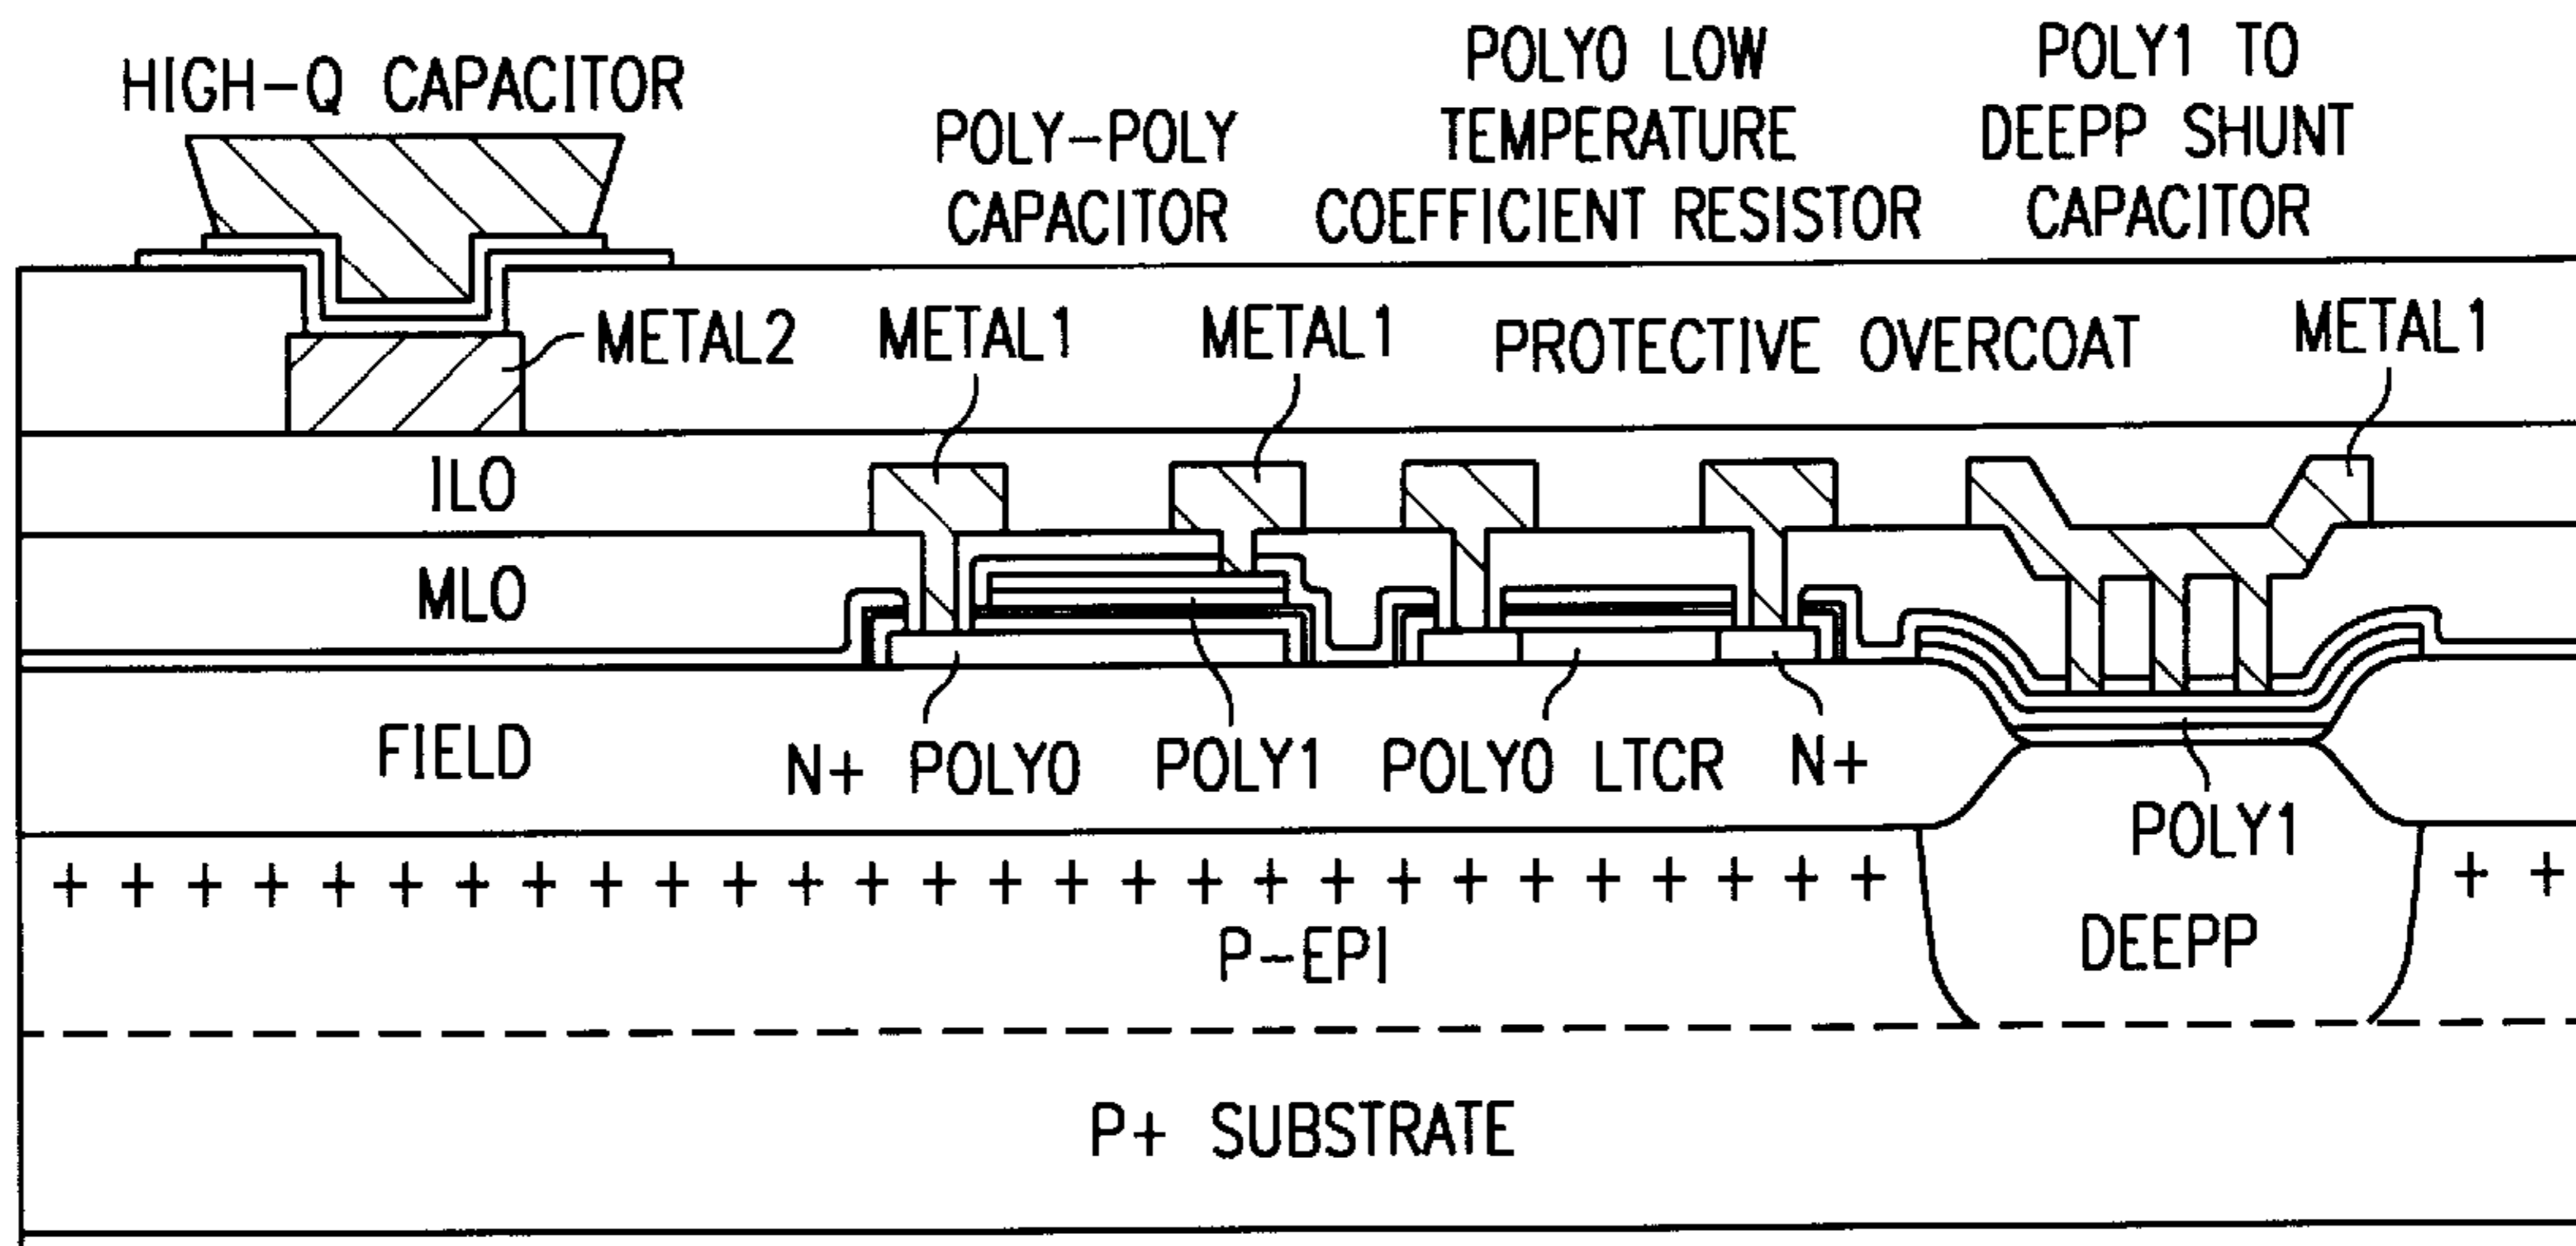 HIGH-Q CAPACITOR
POLY-POLY
CAPACITOR
POLY0 LOW
TEMPERATURE
COEFFICIENT RESISTOR
POLY1 TO
DEEPP SHUNT
CAPACITOR
METAL2
METAL1
METAL1
PROTECTIVE OVERCOAT
METAL1
ILO
MLO
FIELD
N+ POLY0
POLY1
POLY0 LTCR
N+
POLY1
+ + + + + + + + + + + + + + + + + + + + + + + + + + + + + +
P-EPI
DEEPP
P+ SUBSTRATE